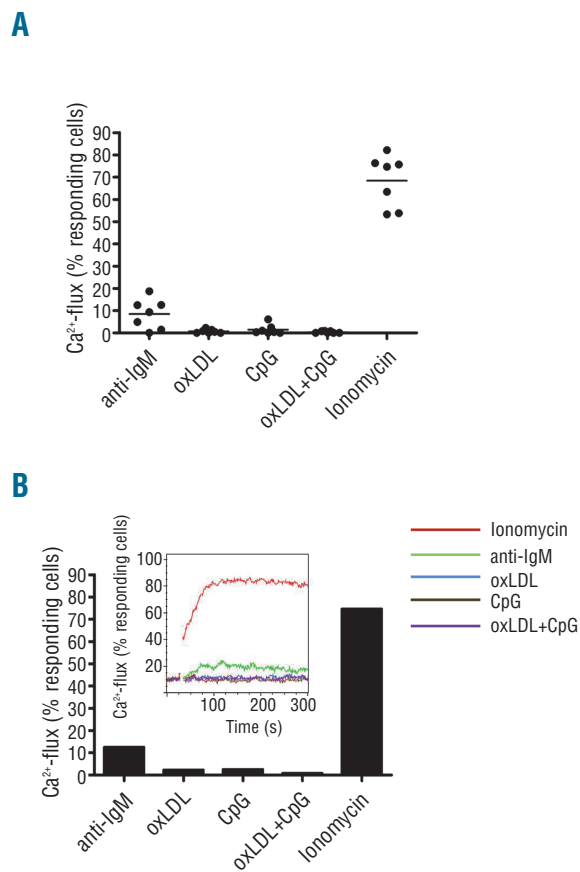 A
Ca²⁺-flux (% responding cells)
90
80
70
60
50
40
30
20
10
0
anti-IgM
oxLDL
CpG
oxLDL+CpG
Ionomycin
B
Ca²⁺-flux (% responding cells)
90
80
70
60
50
40
30
20
10
0
anti-IgM
oxLDL
CpG
oxLDL+CpG
Ionomycin
Ca²⁺-flux (% responding cells)
100
80
60
40
20
100
200
300
Time (s)
Ionomycin
anti-IgM
oxLDL
CpG
oxLDL+CpG